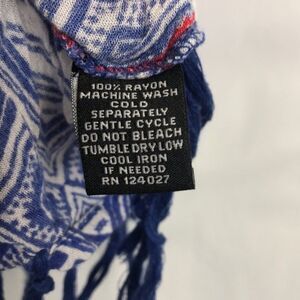 100% RAYON
MACHINE WASH
COLD
SEPARATELY
GENTLE CYCLE
DO NOT BLEACH
TUMBLE DRY LOW
COOL IRON
IF NEEDED
RN 124027